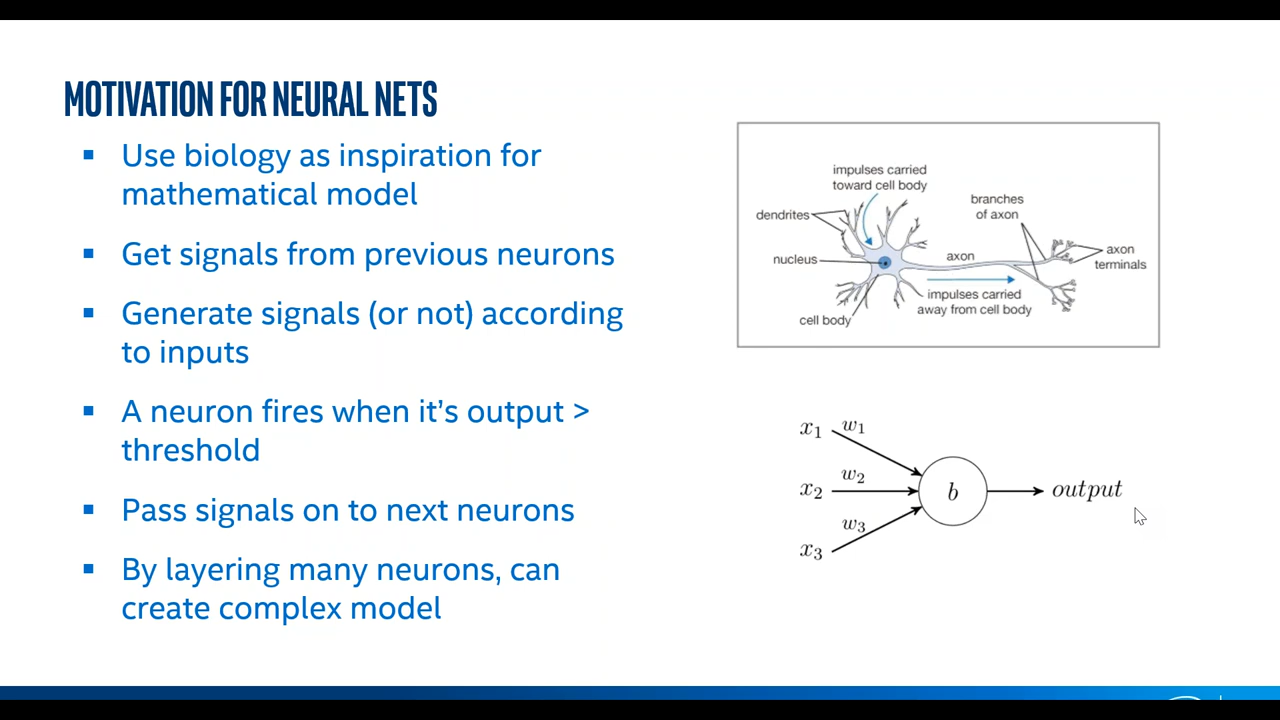 MOTIVATION FOR NEURAL NETS
▪ Use biology as inspiration for
mathematical model
▪ Get signals from previous neurons
▪ Generate signals (or not) according
to inputs
▪ A neuron fires when it’s output >
threshold
▪ Pass signals on to next neurons
▪ By layering many neurons, can
create complex model
impulses carried
toward cell body
branches
of axon
dendrites
nucleus
axon
axon
terminals
impulses carried
away from cell body
cell body
x₁ w₁
x₂ w₂
b
output
x₃ w₃